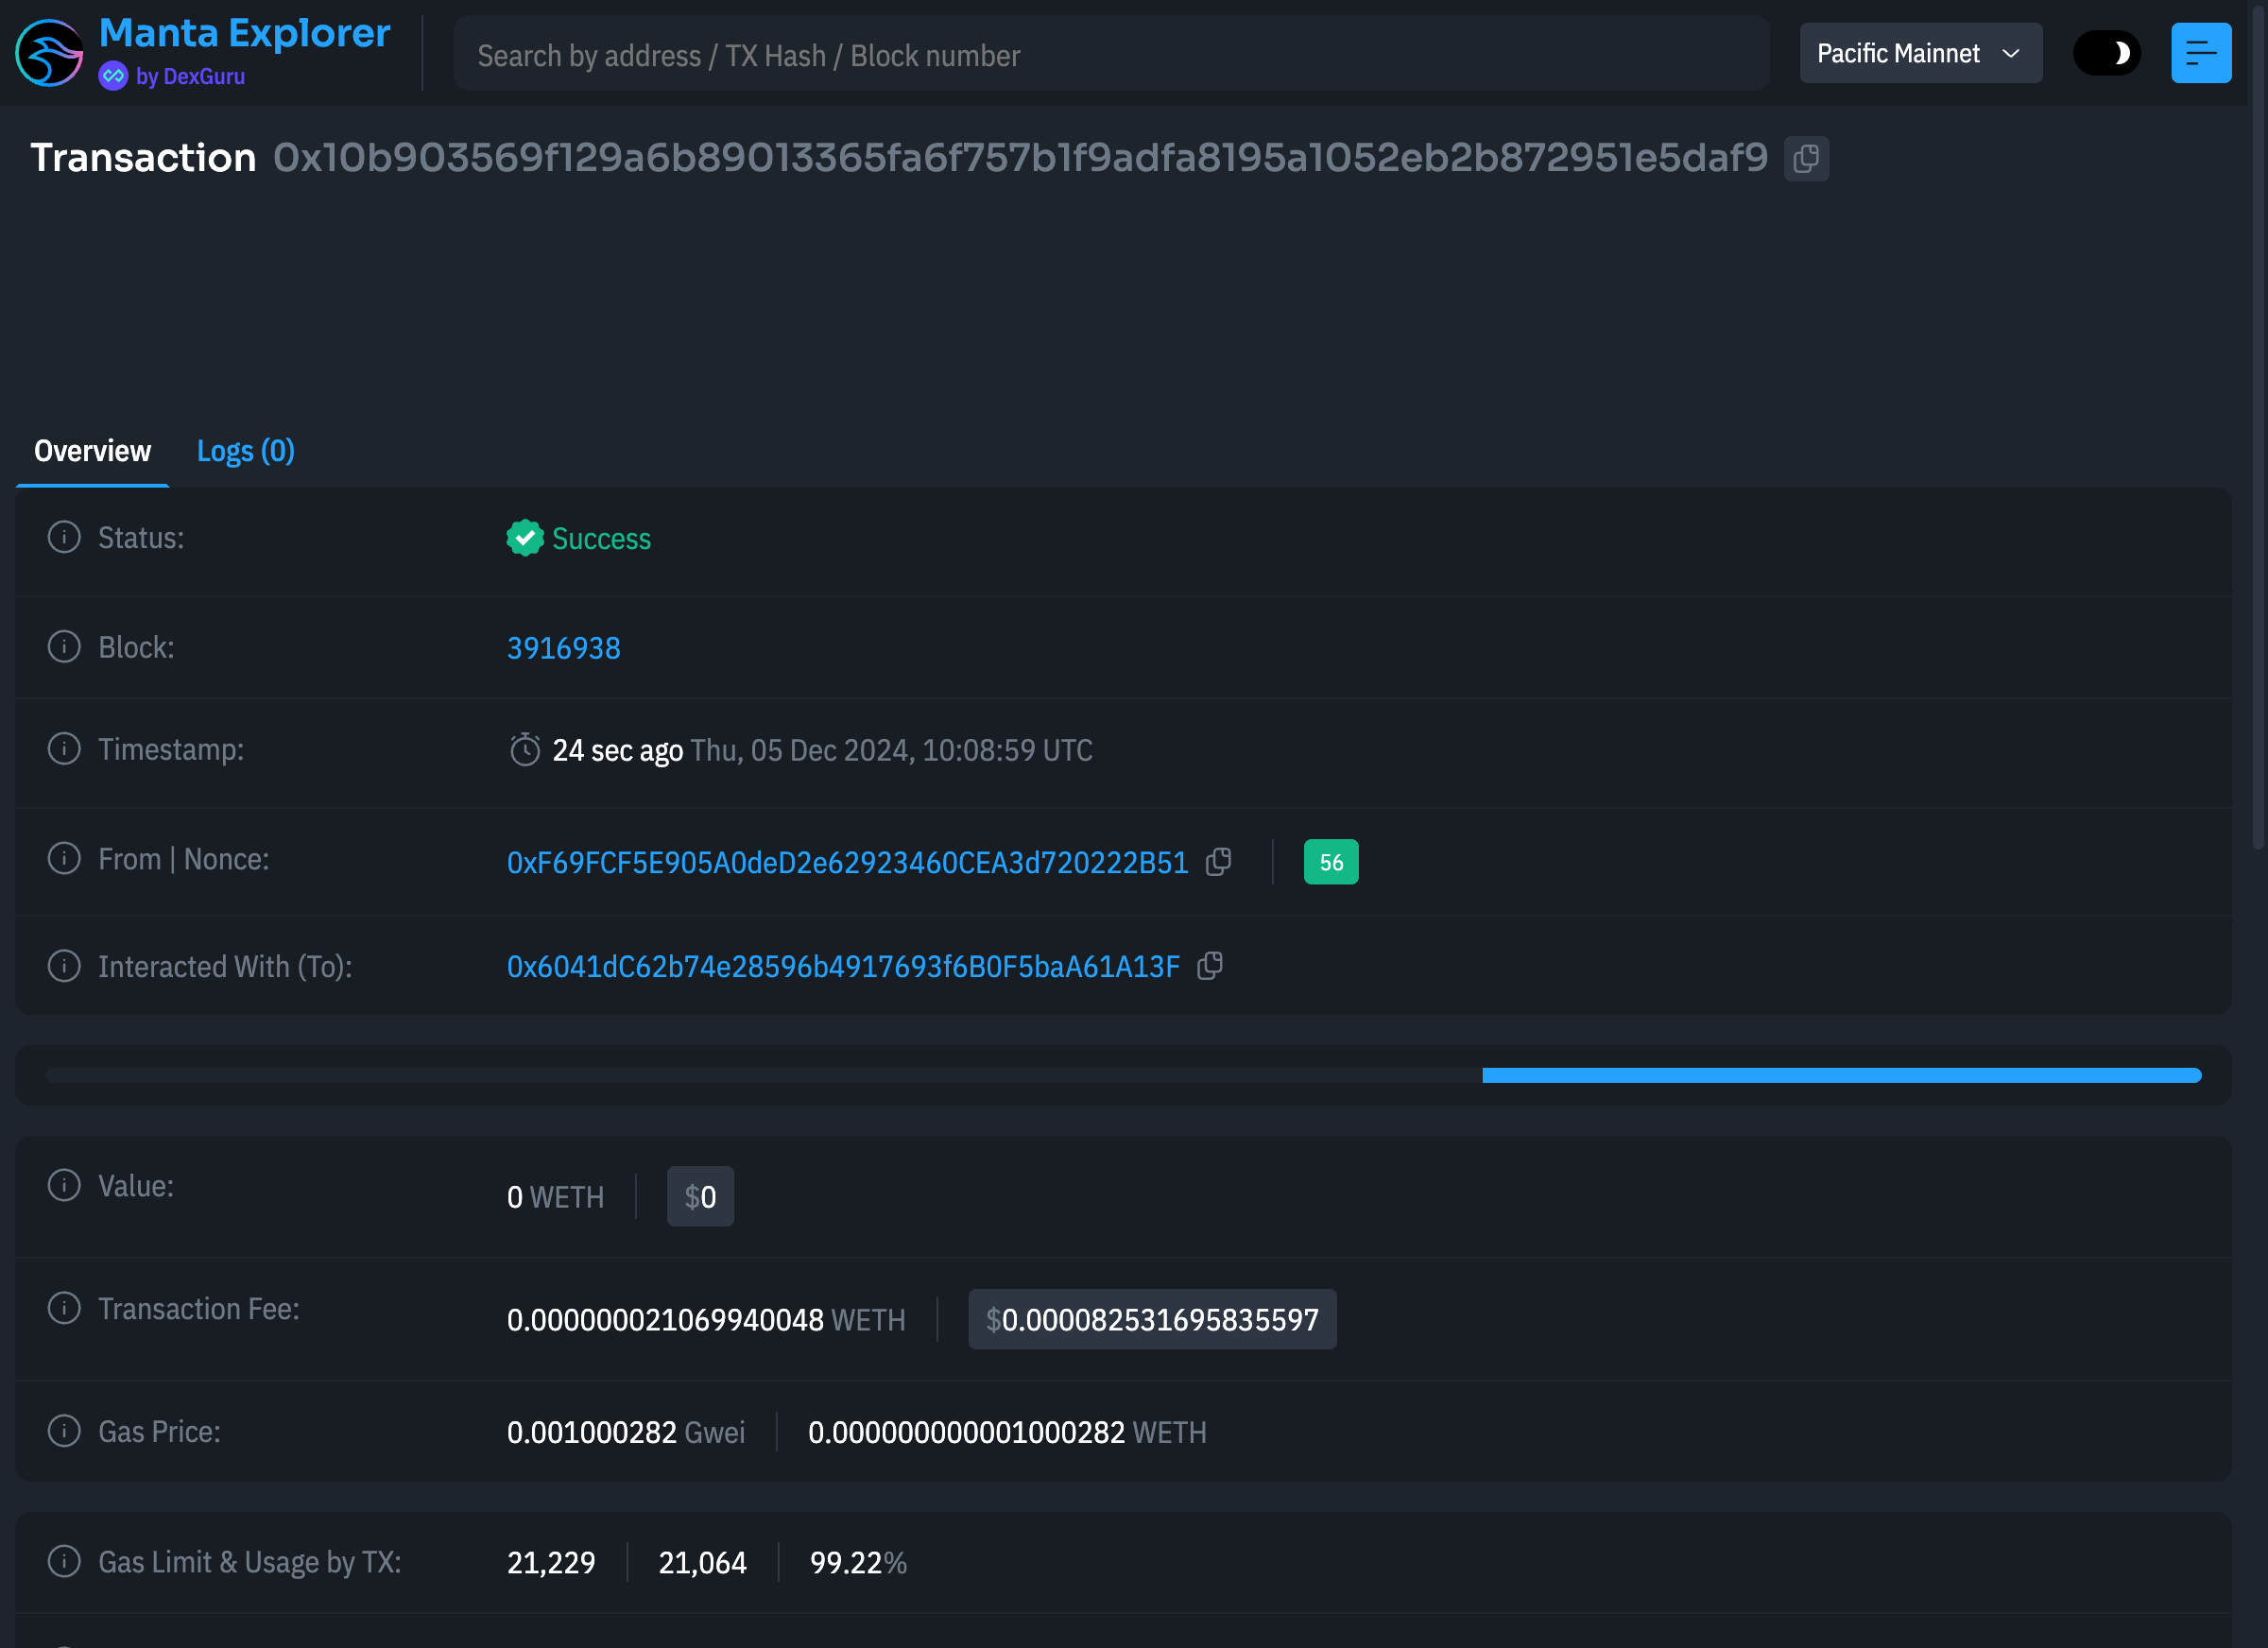 Manta Explorer
by DexGuru
Search by address / TX Hash / Block number
Pacific Mainnet
Transaction 0x10b903569f129a6b89013365fa6f757b1f9adfa8195a1052eb2b872951e5daf9
Overview
Logs (0)
Status: Success
Block: 3916938
Timestamp: 24 sec ago Thu, 05 Dec 2024, 10:08:59 UTC
From | Nonce: 0xF69FCF5E905A0deD2e62923460CEA3d720222B51 56
Interacted With (To): 0x6041dC62b74e28596b4917693f6B0F5baA61A13F
Value: 0 WETH $0
Transaction Fee: 0.000000021069940048 WETH $0.000082531695835597
Gas Price: 0.001000282 Gwei 0.000000000001000282 WETH
Gas Limit & Usage by TX: 21,229 21,064 99.22%